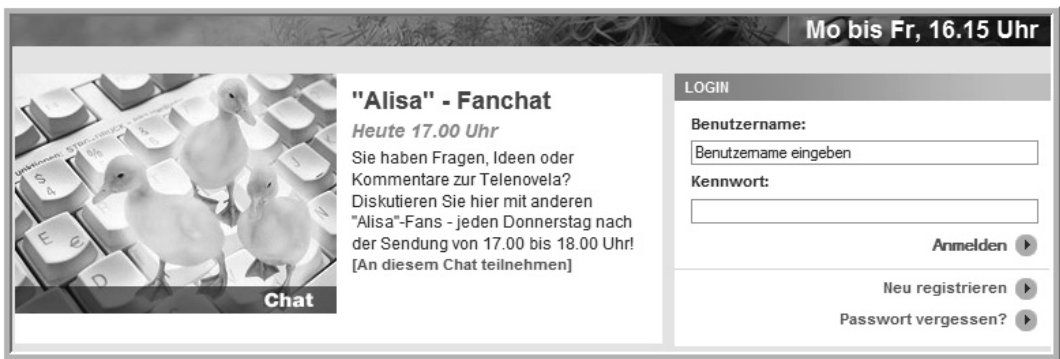 Mo bis Fr, 16.15 Uhr
"Alisa" - Fanchat
Heute 17.00 Uhr
Sie haben Fragen, Ideen oder
Kommentare zur Telenovela?
Diskutieren Sie hier mit anderen
"Alisa"-Fans - jeden Donnerstag nach
der Sendung von 17.00 bis 18.00 Uhr!
[An diesem Chat teilnehmen]
Chat
LOGIN
Benutzername:
Benutzername eingeben
Kennwort:
Anmelden
Neu registrieren
Passwort vergessen?